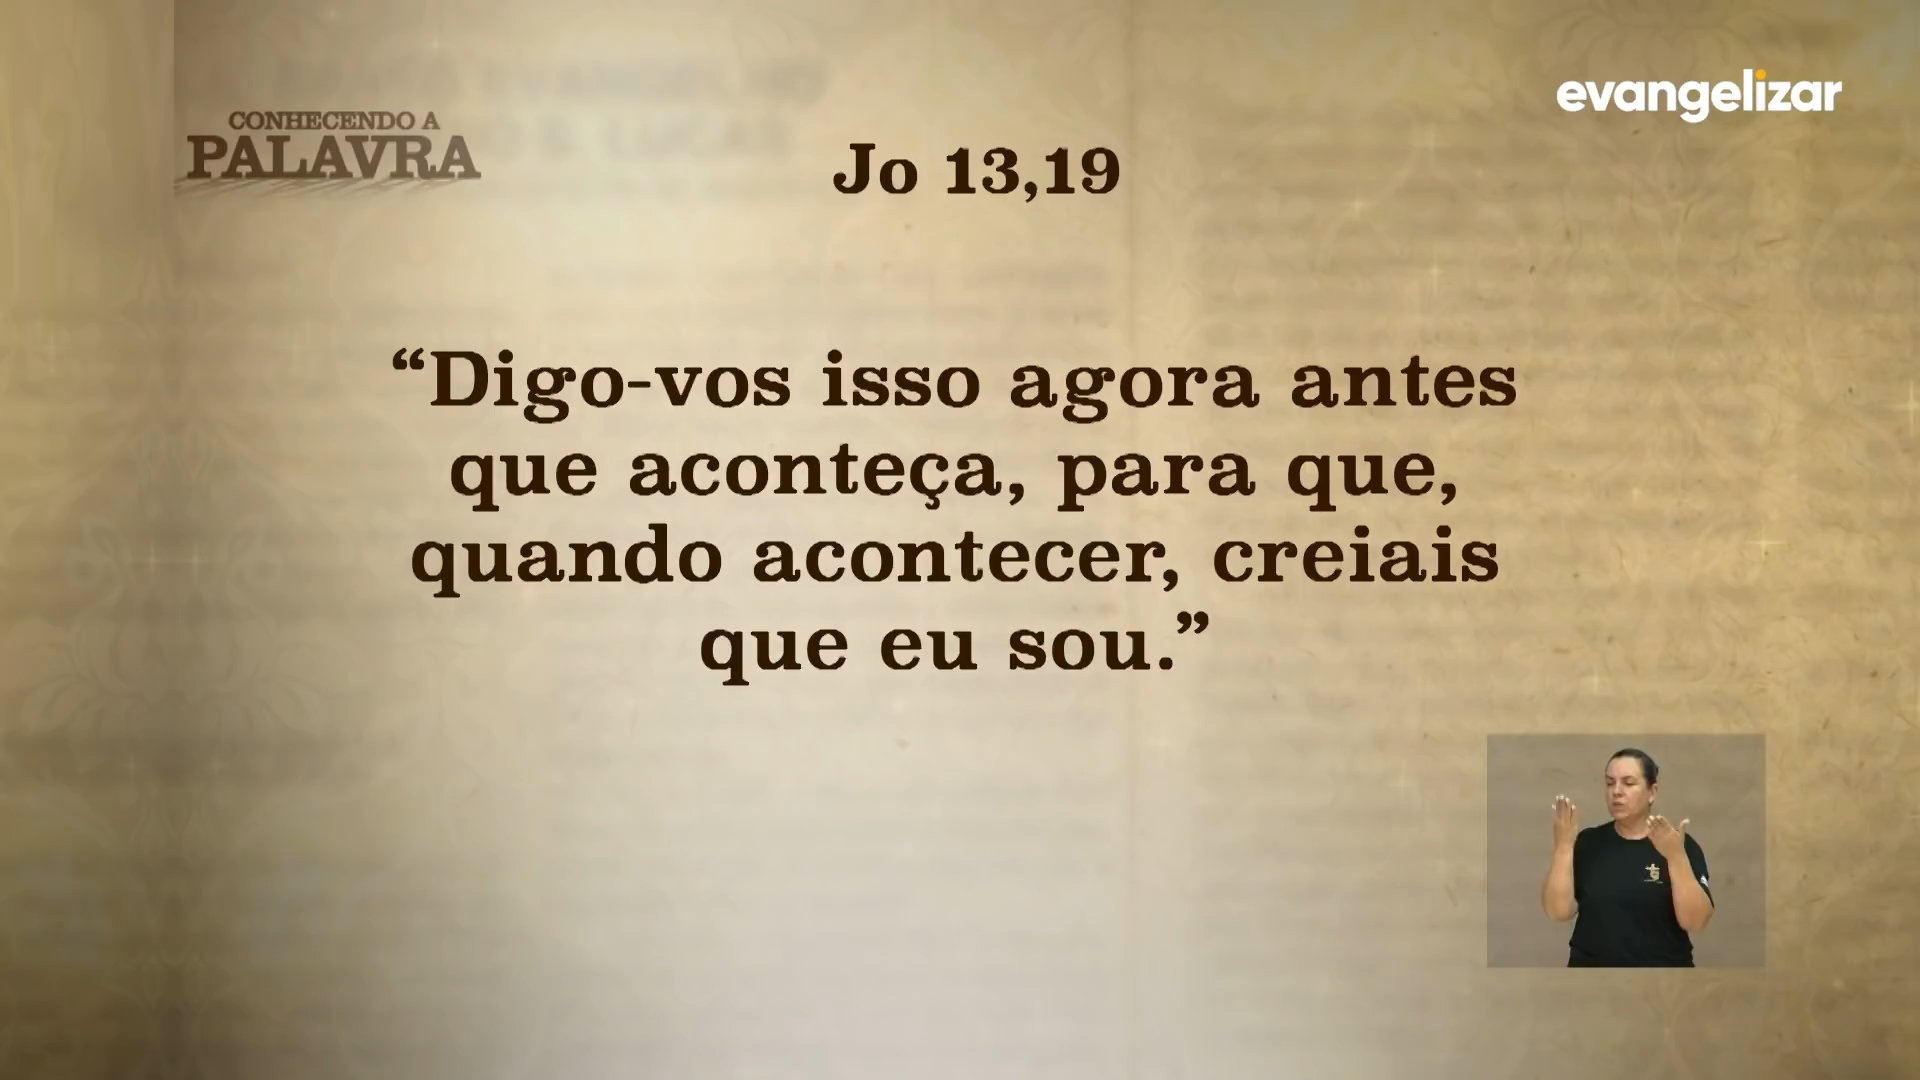 CONHECENDO A
PALAVRA
evangelizar
Jo 13,19
“Digo-vos isso agora antes
que aconteça, para que,
quando acontecer, creiais
que eu sou.”